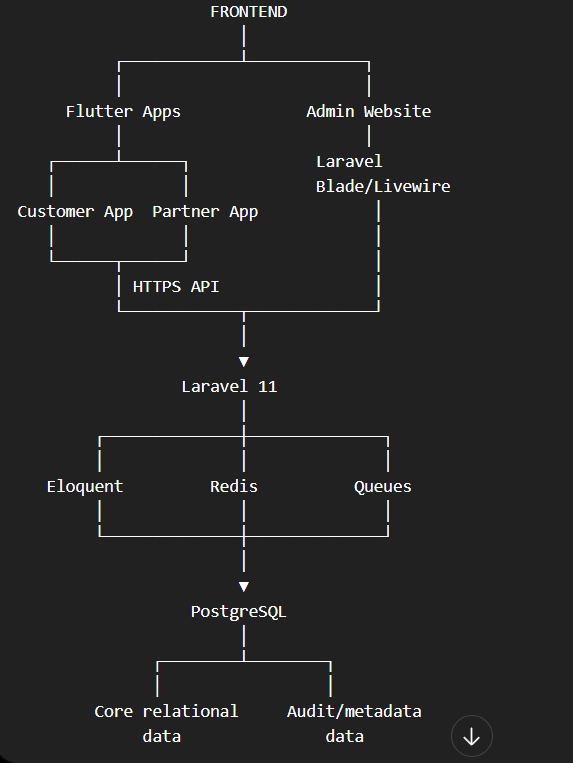 FRONTEND
Flutter Apps Admin Website
Laravel
Blade/Livewire
Customer App Partner App
HTTPS API
Laravel 11
Eloquent Redis Queues
PostgreSQL
Core relational Audit/metadata
data data